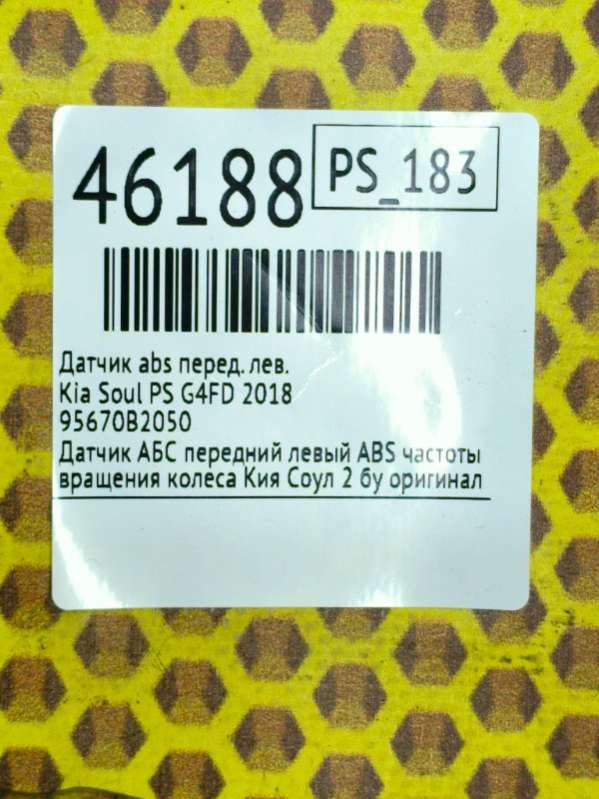 46188
PS_183
Датчик abs перед. лев.
Kia Soul PS G4FD 2018
95670B2050
Датчик АБС передний левый ABS частоты
вращения колеса Кия Соул 2 бу оригинал